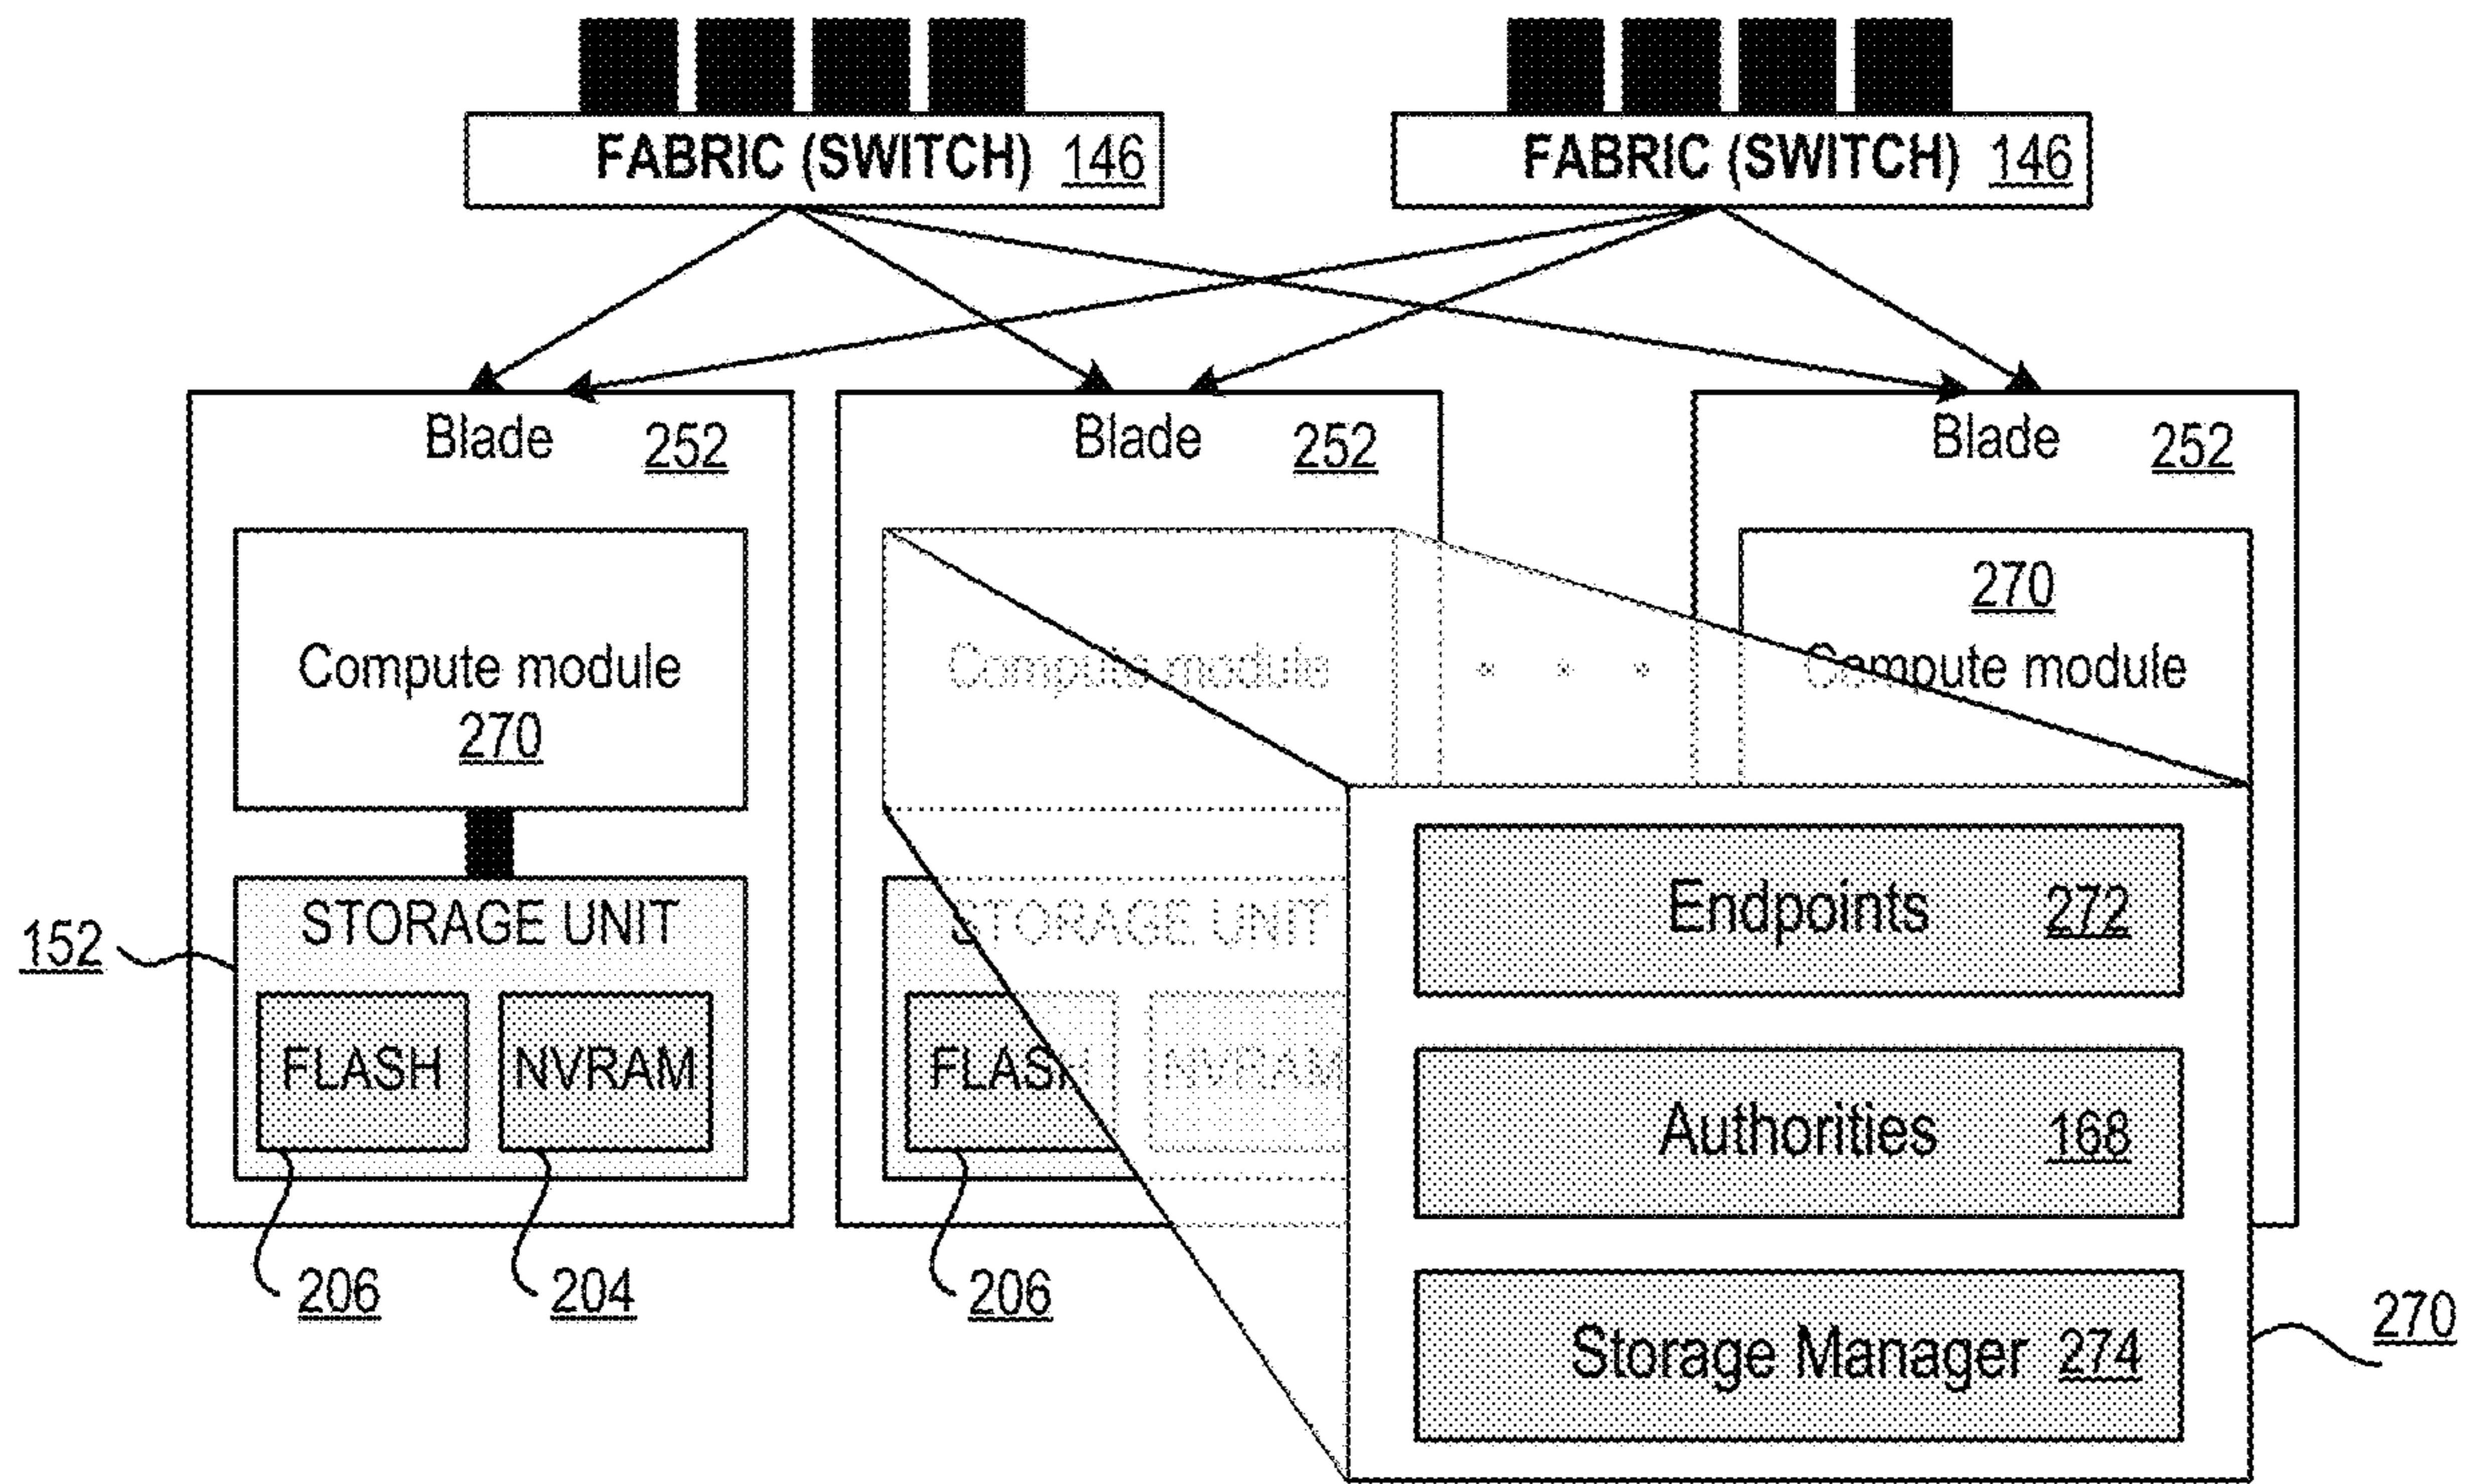 FABRIC (SWITCH) 146
FABRIC (SWITCH) 146
Blade 252
Blade 252
Blade 252
Compute module
270
Compute module
270
Compute module
152
STORAGE UNIT
FLASH NVRAM
206 204
STORAGE UNIT
FLASH NVRAM
206
Endpoints 272
Authorities 168
Storage Manager 274
270